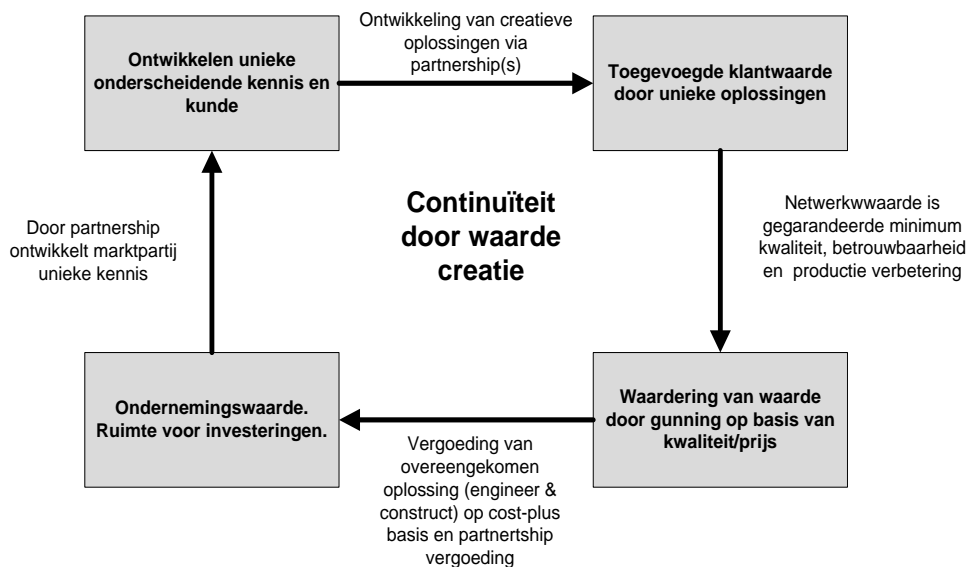 Ontwikkelen unieke
onderscheidende kennis en
kunde
Ontwikkeling van creatieve
oplossingen via
partnership(s)
Toegevoegde klantwaarde
door unieke oplossingen
Door partnership
ontwikkelt marktpartij
unieke kennis
Continuïteit
door waarde
creatie
Netwerkwwaarde is
gegarandeerde minimum
kwaliteit, betrouwbaarheid
en productie verbetering
Ondernemingswaarde.
Ruimte voor investeringen.
Vergoeding van
overeengekomen
oplossing (engineer &
construct) op cost-plus
basis en partnertship
vergoeding
Waardering van waarde
door gunning op basis van
kwaliteit/prijs